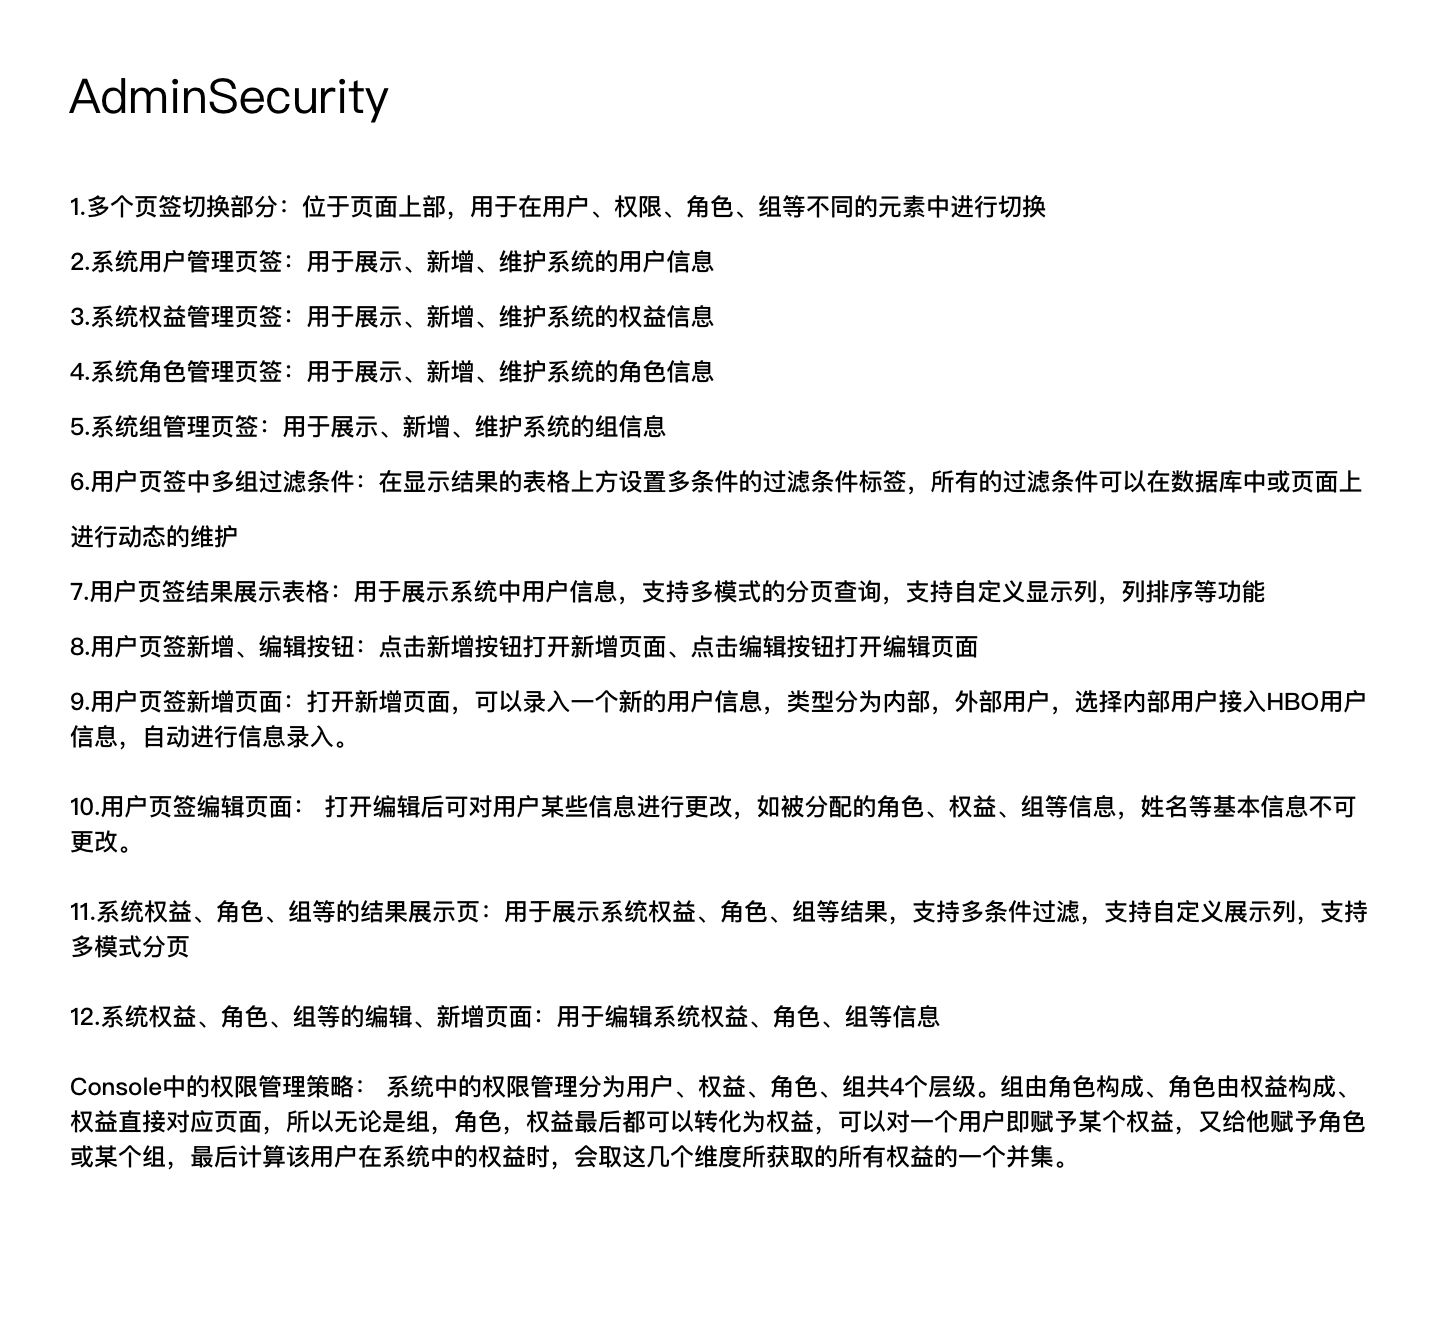 AdminSecurity
1.多个页签切换部分：位于页面上部，用于在用户、权限、角色、组等不同的元素中进行切换
2.系统用户管理页签：用于展示、新增、维护系统的用户信息
3.系统权益管理页签：用于展示、新增、维护系统的权益信息
4.系统角色管理页签：用于展示、新增、维护系统的角色信息
5.系统组管理页签：用于展示、新增、维护系统的组信息
6.用户页签中多组过滤条件：在显示结果的表格上方设置多条件的过滤条件标签，所有的过滤条件可以在数据库中或页面上
进行动态的维护
7.用户页签结果展示表格：用于展示系统中用户信息，支持多模式的分页查询，支持自定义显示列，列排序等功能
8.用户页签新增、编辑按钮：点击新增按钮打开新增页面、点击编辑按钮打开编辑页面
9.用户页签新增页面：打开新增页面，可以录入一个新的用户信息，类型分为内部，外部用户，选择内部用户接入HBO用户
信息，自动进行信息录入。
10.用户页签编辑页面： 打开编辑后可对用户某些信息进行更改，如被分配的角色、权益、组等信息，姓名等基本信息不可
更改。
11.系统权益、角色、组等的结果展示页：用于展示系统权益、角色、组等结果，支持多条件过滤，支持自定义展示列，支持
多模式分页
12.系统权益、角色、组等的编辑、新增页面：用于编辑系统权益、角色、组等信息
Console中的权限管理策略： 系统中的权限管理分为用户、权益、角色、组共4个层级。组由角色构成、角色由权益构成、
权益直接对应页面，所以无论是组，角色，权益最后都可以转化为权益，可以对一个用户即赋予某个权益，又给他赋予角色
或某个组，最后计算该用户在系统中的权益时，会取这几个维度所获取的所有权益的一个并集。